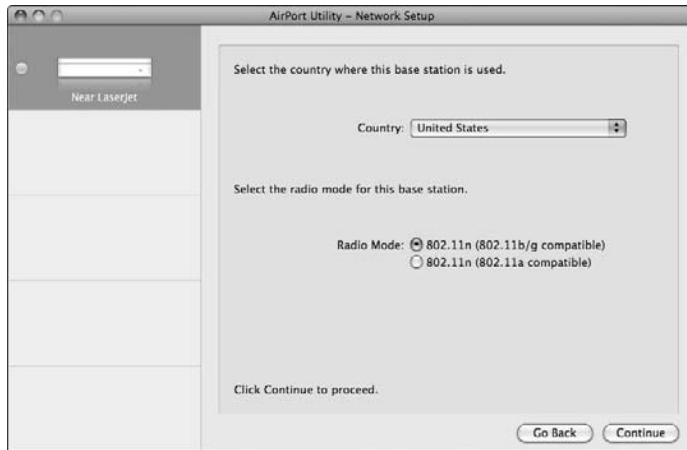 AirPort Utility – Network Setup
Near LaserJet
Select the country where this base station is used.
Country: United States
Select the radio mode for this base station.
Radio Mode: 802.11n (802.11b/g compatible)
802.11n (802.11a compatible)
Click Continue to proceed.
Go Back Continue